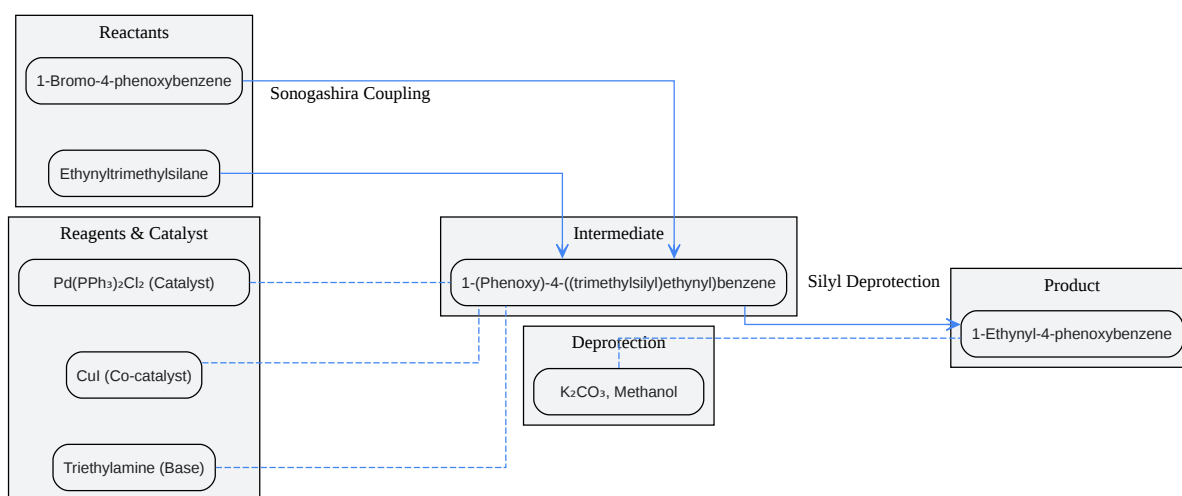 Reactants
1-Bromo-4-phenoxybenzene
Sonogashira Coupling
Ethynyltrimethylsilane
Reagents & Catalyst
Pd(PPh₃)₂Cl₂ (Catalyst)
CuI (Co-catalyst)
Triethylamine (Base)
Intermediate
1-(Phenoxy)-4-((trimethylsilyl)ethynyl)benzene
Silyl Deprotection
Deprotection
K₂CO₃, Methanol
Product
1-Ethynyl-4-phenoxybenzene